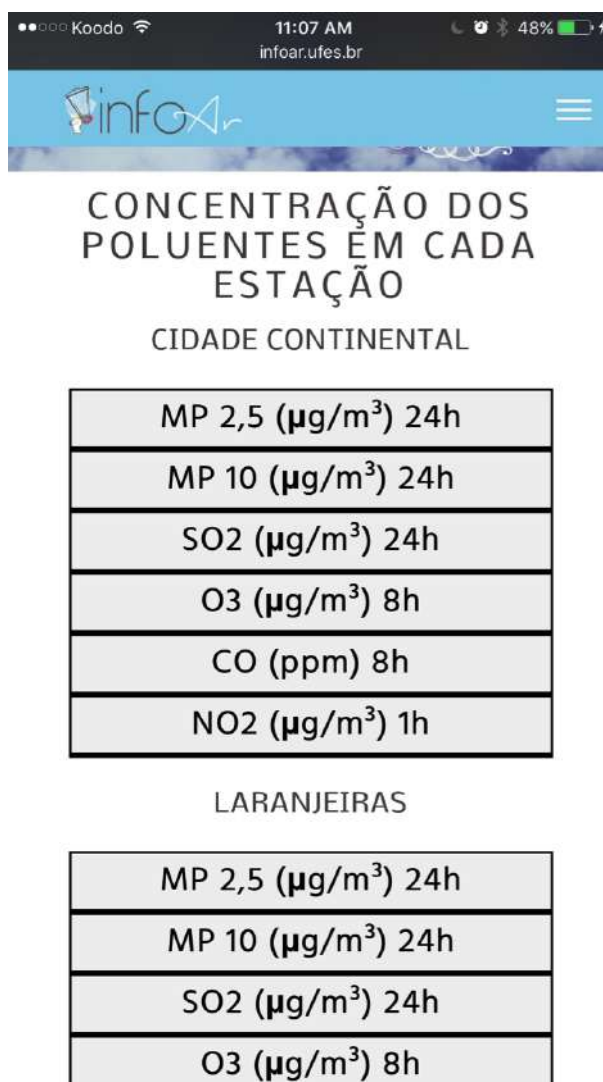 Koodo
11:07 AM
48%
infoar.ufes.br
infoAr
CONCENTRAÇÃO DOS
POLUENTES EM CADA
ESTAÇÃO
CIDADE CONTINENTAL
MP 2,5 (µg/m³) 24h
MP 10 (µg/m³) 24h
SO2 (µg/m³) 24h
O3 (µg/m³) 8h
CO (ppm) 8h
NO2 (µg/m³) 1h
LARANJEIRAS
MP 2,5 (µg/m³) 24h
MP 10 (µg/m³) 24h
SO2 (µg/m³) 24h
O3 (µg/m³) 8h